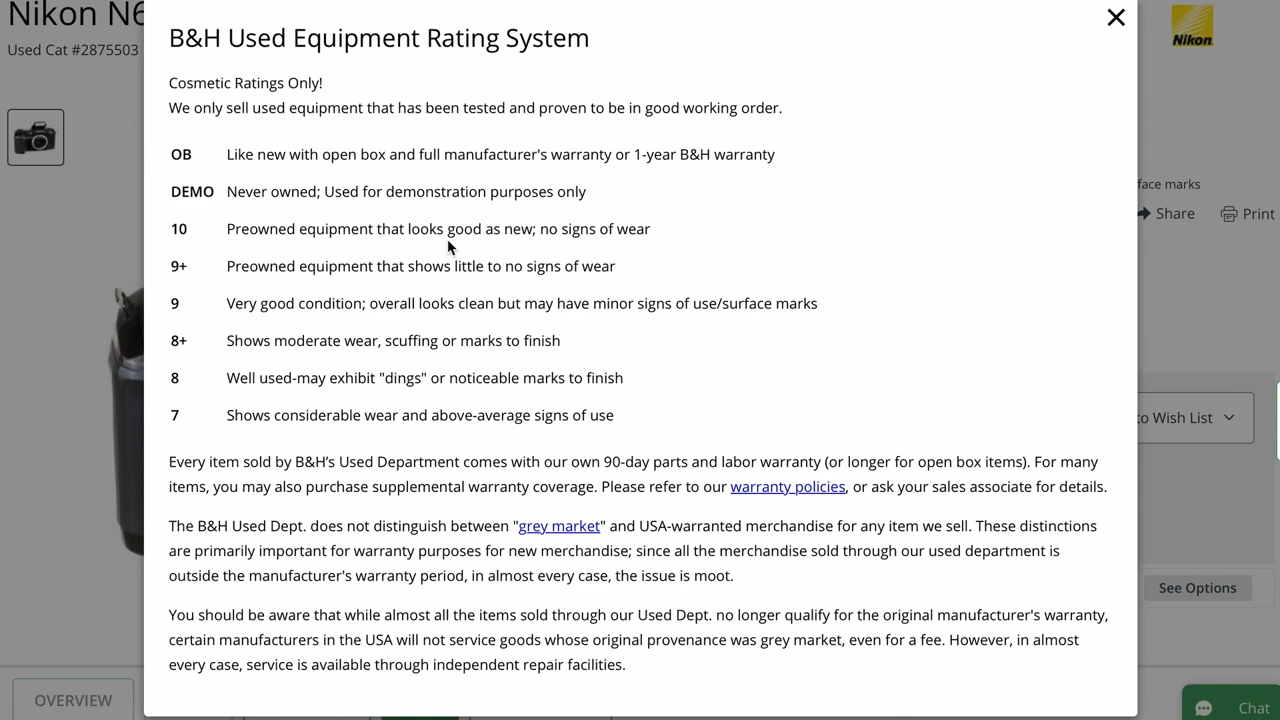 Nikon N6
Used Cat #2875503
Nikon
B&H Used Equipment Rating System
Cosmetic Ratings Only!
We only sell used equipment that has been tested and proven to be in good working order.
OB Like new with open box and full manufacturer's warranty or 1-year B&H warranty
DEMO Never owned; Used for demonstration purposes only
10 Preowned equipment that looks good as new; no signs of wear
9+ Preowned equipment that shows little to no signs of wear
9 Very good condition; overall looks clean but may have minor signs of use/surface marks
8+ Shows moderate wear, scuffing or marks to finish
8 Well used-may exhibit "dings" or noticeable marks to finish
7 Shows considerable wear and above-average signs of use
Every item sold by B&H’s Used Department comes with our own 90-day parts and labor warranty (or longer for open box items). For many
items, you may also purchase supplemental warranty coverage. Please refer to our warranty policies, or ask your sales associate for details.
The B&H Used Dept. does not distinguish between "grey market" and USA-warranted merchandise for any item we sell. These distinctions
are primarily important for warranty purposes for new merchandise; since all the merchandise sold through our used department is
outside the manufacturer's warranty period, in almost every case, the issue is moot.
You should be aware that while almost all the items sold through our Used Dept. no longer qualify for the original manufacturer's warranty,
certain manufacturers in the USA will not service goods whose original provenance was grey market, even for a fee. However, in almost
every case, service is available through independent repair facilities.
face marks
Share Print
to Wish List
See Options
OVERVIEW
Chat